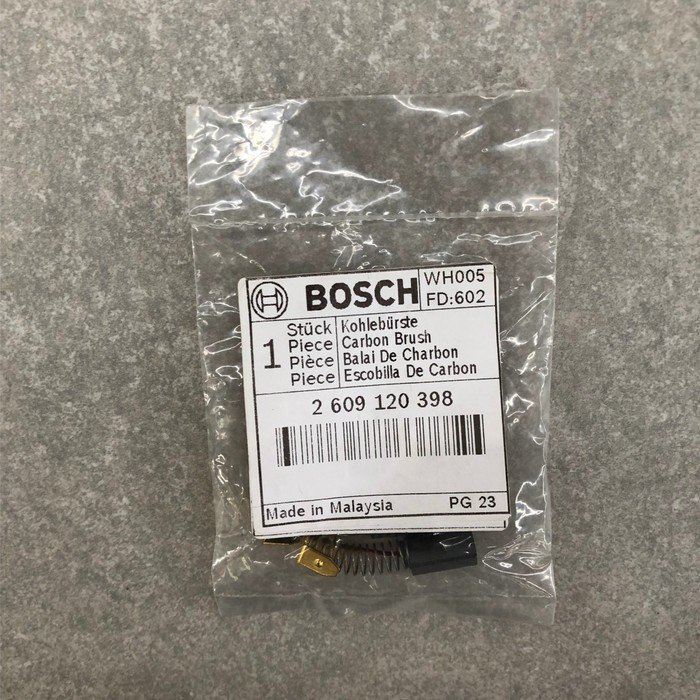 BOSCH
WH005
FD:602
1
Stück
Piece
Pièce
Piece
Kohlebürste
Carbon Brush
Balai De Charbon
Escobilla De Carbon
2 609 120 398
Made in Malaysia
PG 23